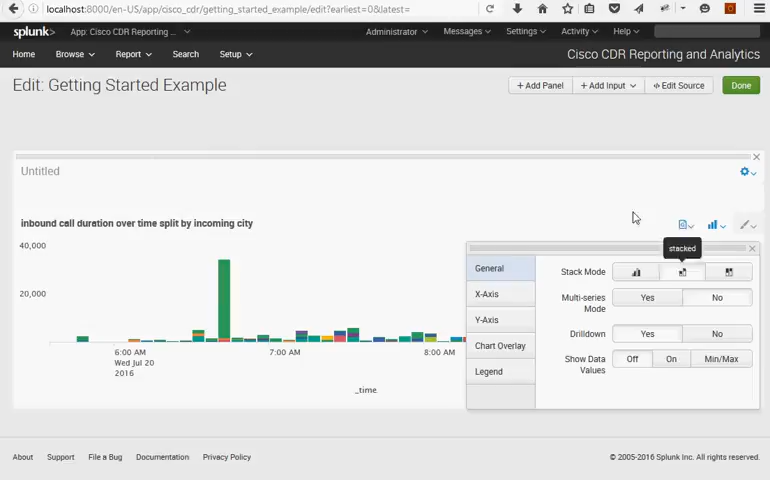 localhost:8000/en-US/app/cisco_cdr/getting_started_example/edit?earliest=0&latest=
splunk> App: Cisco CDR Reporting ... Administrator Messages Settings Activity Help
Home Browse Report Search Setup Cisco CDR Reporting and Analytics
Edit: Getting Started Example + Add Panel + Add Input Edit Source Done
Untitled
inbound call duration over time split by incoming city
stacked
40,000
20,000
6:00 AM
Wed Jul 20
2016
7:00 AM
8:00 AM
_time
General
X-Axis
Y-Axis
Chart Overlay
Legend
Stack Mode
Multi-series
Mode
Yes No
Drilldown Yes No
Show Data
Values
Off On Min/Max
About Support File a Bug Documentation Privacy Policy © 2005-2016 Splunk Inc. All rights reserved.